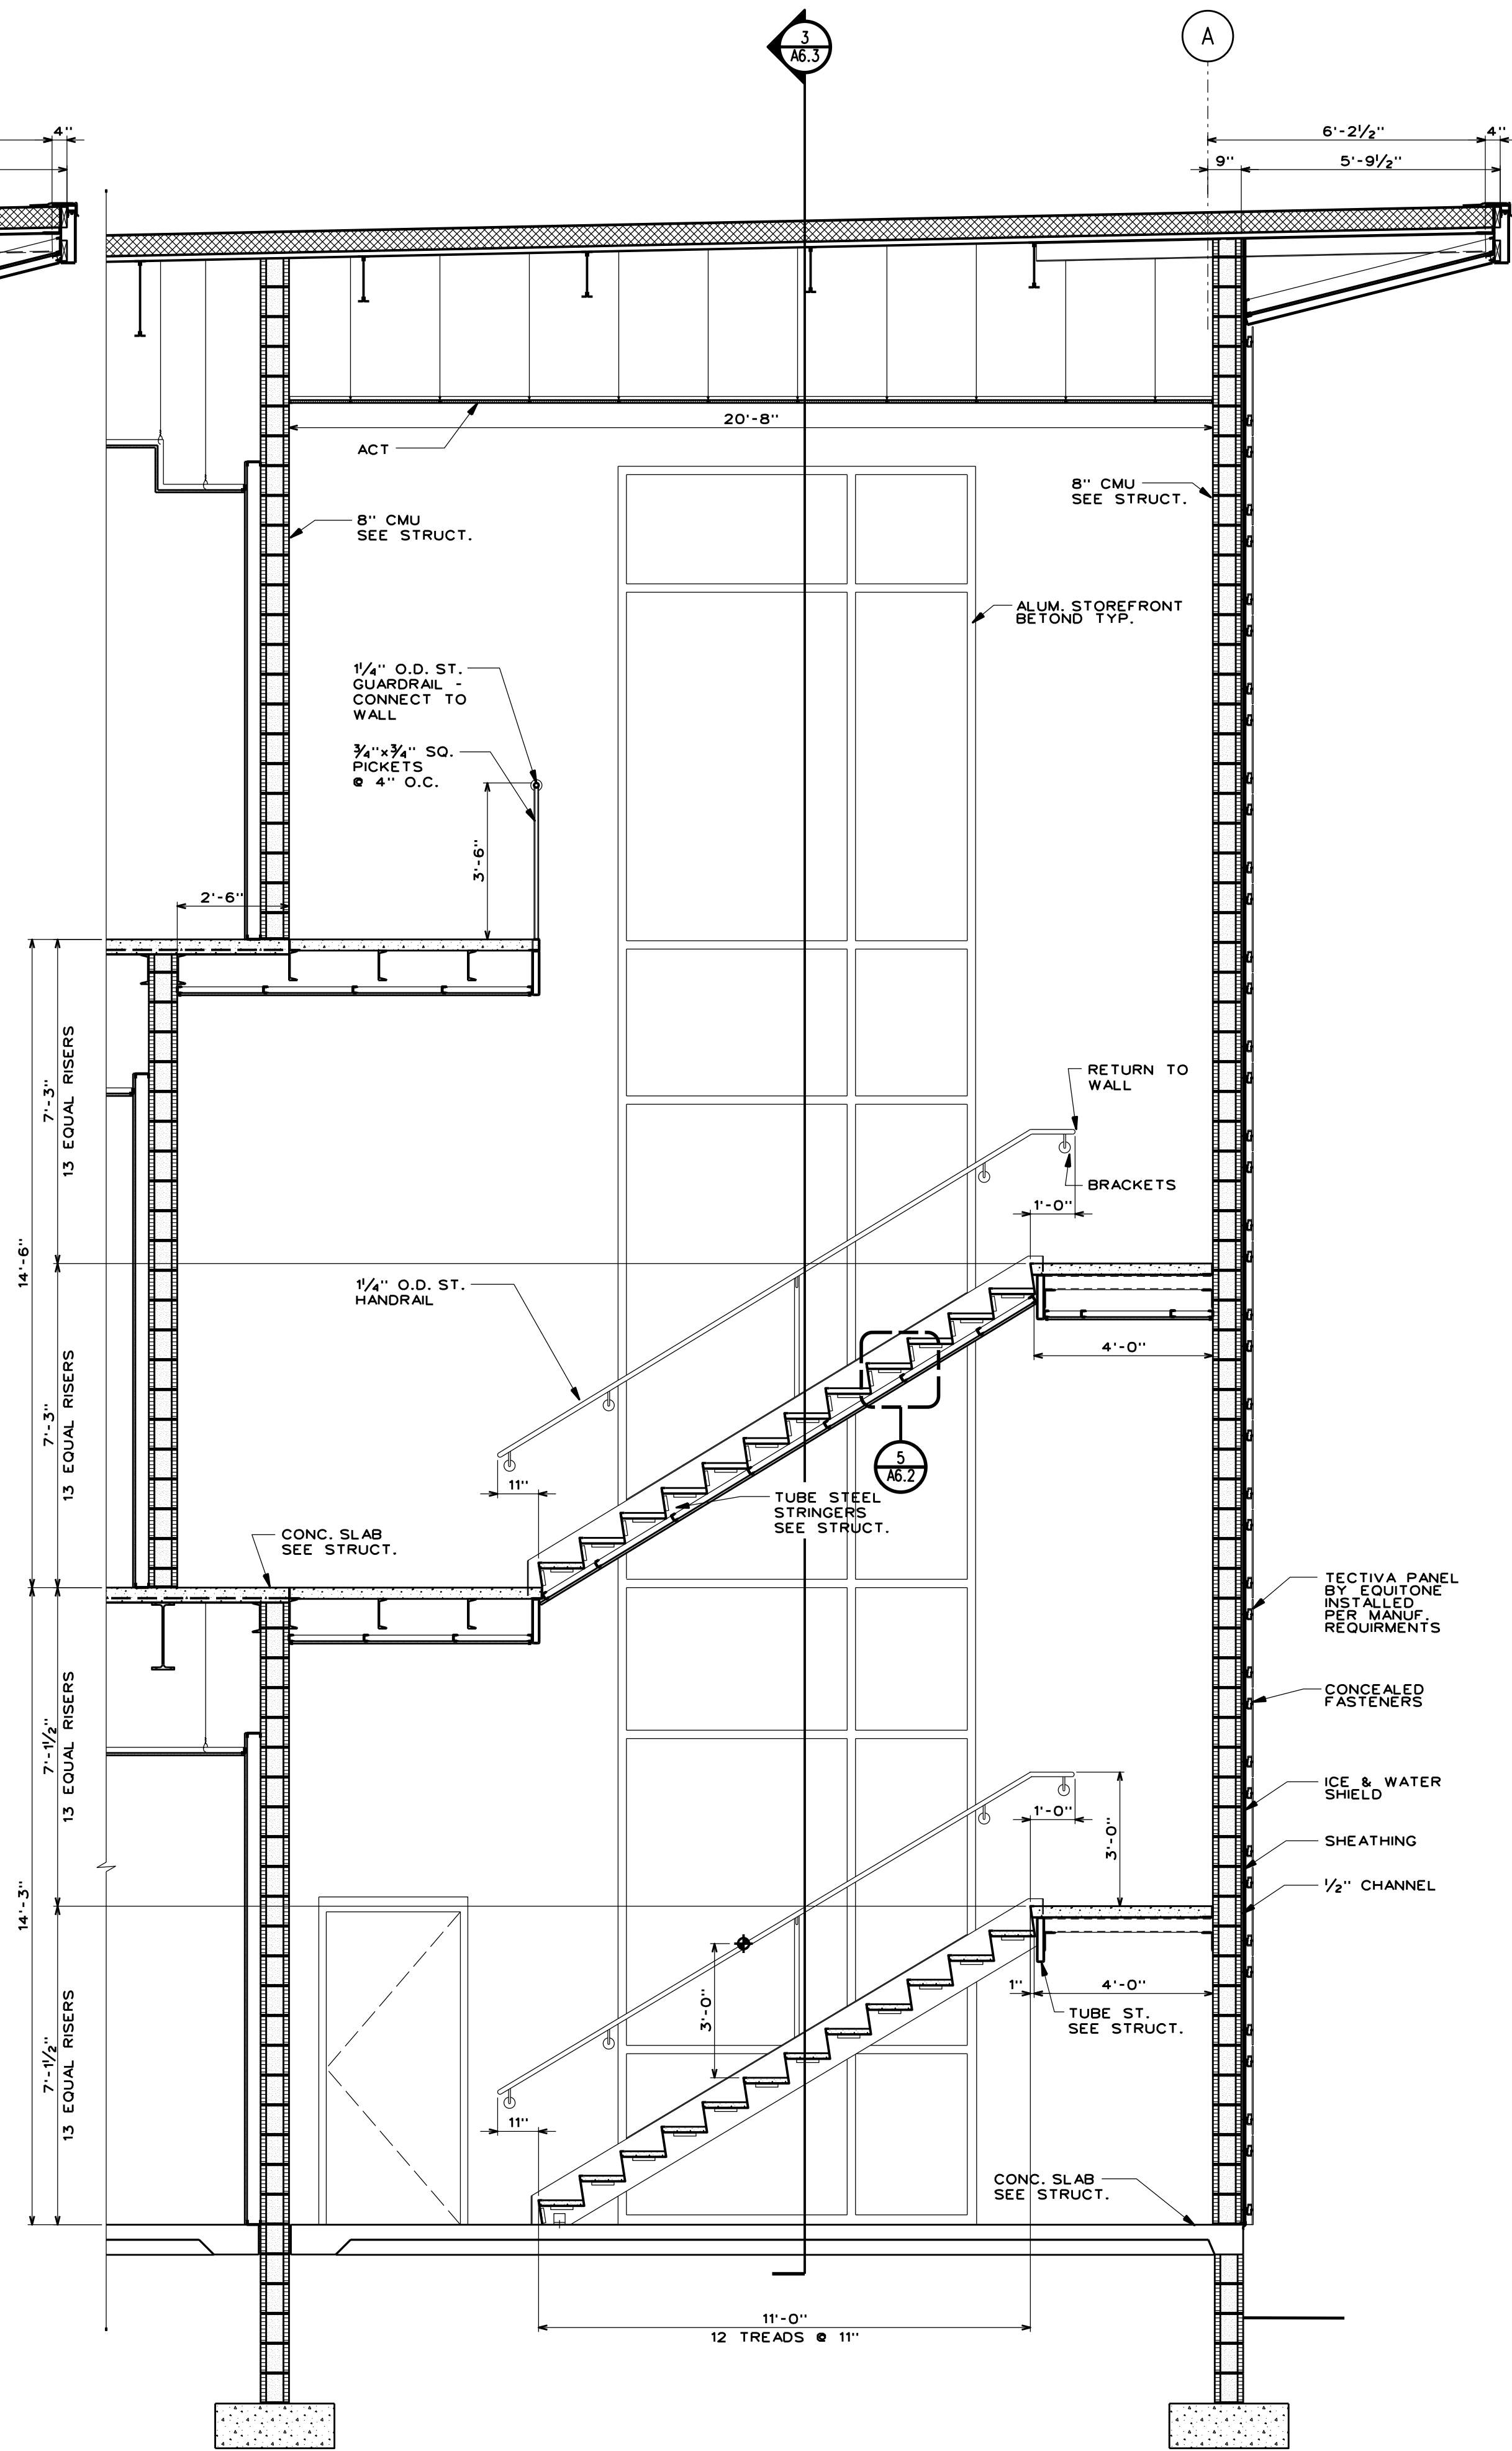 3
A6.3
A
4"
6'-2½"
4"
9"
5'-9½"
20'-8"
ACT
8" CMU
SEE STRUCT.
8" CMU
SEE STRUCT.
ALUM. STOREFRONT
BETOND TYP.
1¼" O.D. ST.
GUARDRAIL -
CONNECT TO
WALL
¾"x¾" SQ.
PICKETS
@ 4" O.C.
3'-6"
2'-6"
RETURN TO
WALL
BRACKETS
1'-0"
14'-6"
7'-3"
13 EQUAL RISERS
7'-3"
13 EQUAL RISERS
1¼" O.D. ST.
HANDRAIL
4'-0"
5
A6.2
11"
TUBE STEEL
STRINGERS
SEE STRUCT.
CONC. SLAB
SEE STRUCT.
TECTIVA PANEL
BY EQUITONE
INSTALLED
PER MANUF.
REQUIRMENTS
CONCEALED
FASTENERS
ICE & WATER
SHIELD
SHEATHING
½" CHANNEL
14'-3"
7'-1½"
13 EQUAL RISERS
7'-1½"
13 EQUAL RISERS
1'-0"
3'-0"
3'-0"
1"
4'-0"
TUBE ST.
SEE STRUCT.
11"
CONC. SLAB
SEE STRUCT.
11'-0"
12 TREADS @ 11"